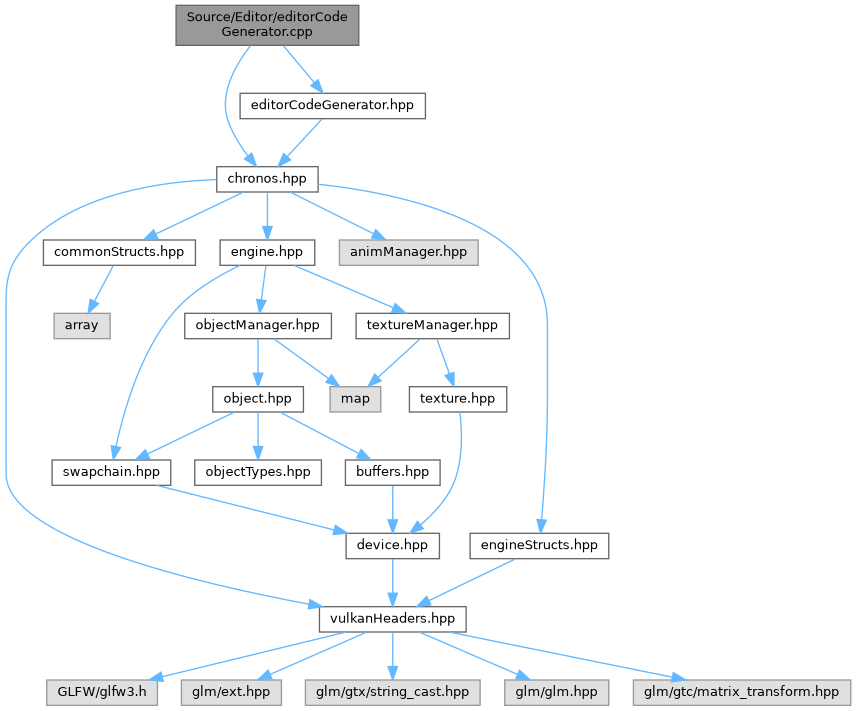 Source/Editor/editorCode
Generator.cpp
editorCodeGenerator.hpp
chronos.hpp
commonStructs.hpp
engine.hpp
animManager.hpp
array
objectManager.hpp
textureManager.hpp
object.hpp
map
texture.hpp
swapchain.hpp
objectTypes.hpp
buffers.hpp
device.hpp
engineStructs.hpp
vulkanHeaders.hpp
GLFW/glfw3.h
glm/ext.hpp
glm/gtx/string_cast.hpp
glm/glm.hpp
glm/gtc/matrix_transform.hpp